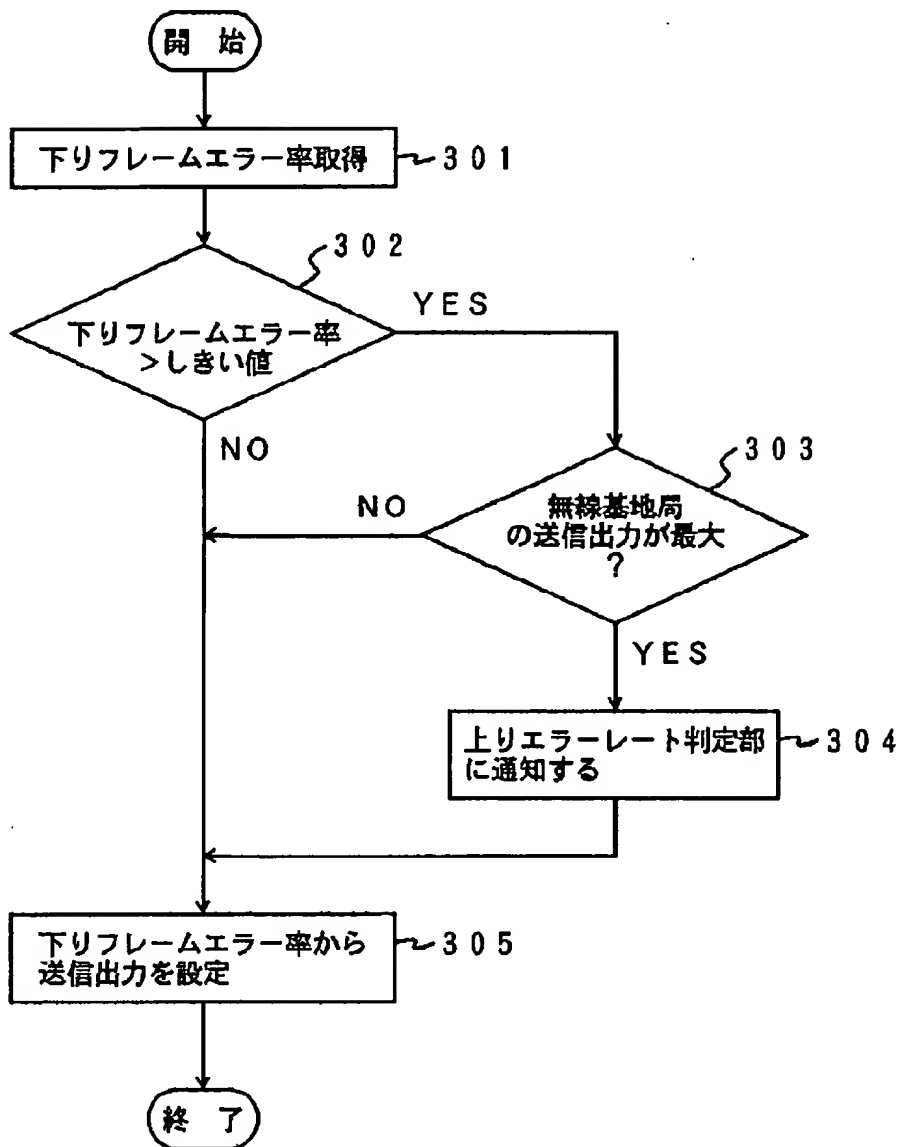 開 始
下りフレームエラー率取得
301
302
下りフレームエラー率
>しきい値
YES
NO
303
無線基地局
の送信出力が最大
?
NO
YES
上りエラーレート判定部
に通知する
304
下りフレームエラー率から
送信出力を設定
305
終 了